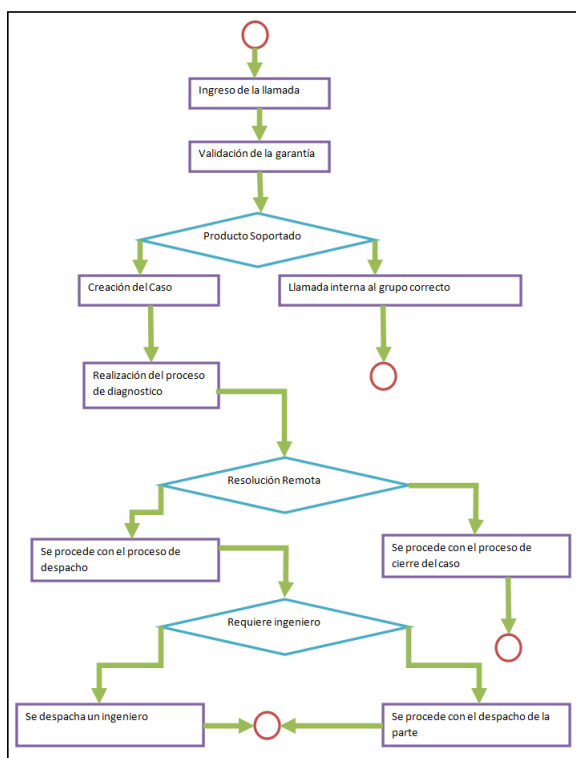 Ingreso de la llamada
Validación de la garantía
Producto Soportado
Creación del Caso
Llamada interna al grupo correcto
Realización del proceso
de diagnostico
Resolución Remota
Se procede con el proceso de
despacho
Se procede con el proceso de
cierre del caso
Requiere ingeniero
Se despacha un ingeniero
Se procede con el despacho de la
parte